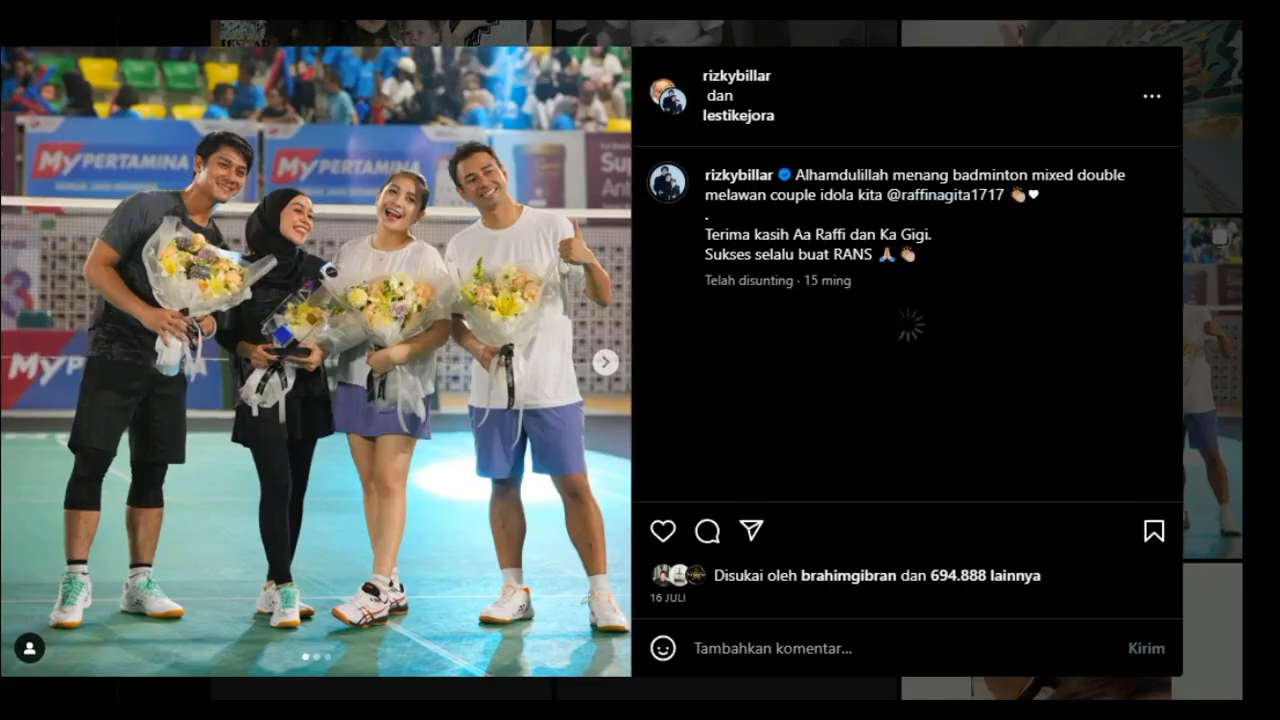 MyPERTAMINA
MyPERTAMINA
Sup
Ant
MyP
rizkybillar
dan
lestikejora
rizkybillar Alhamdulillah menang badminton mixed double
melawan couple idola kita @raffinagita1717 👏🏻🤍
.
Terima kasih Aa Raffi dan Ka Gigi.
Sukses selalu buat RANS 🙏🏻👏🏻
Telah disunting · 15 ming
Disukai oleh brahimgibran dan 694.888 lainnya
16 JULI
Tambahkan komentar...
Kirim